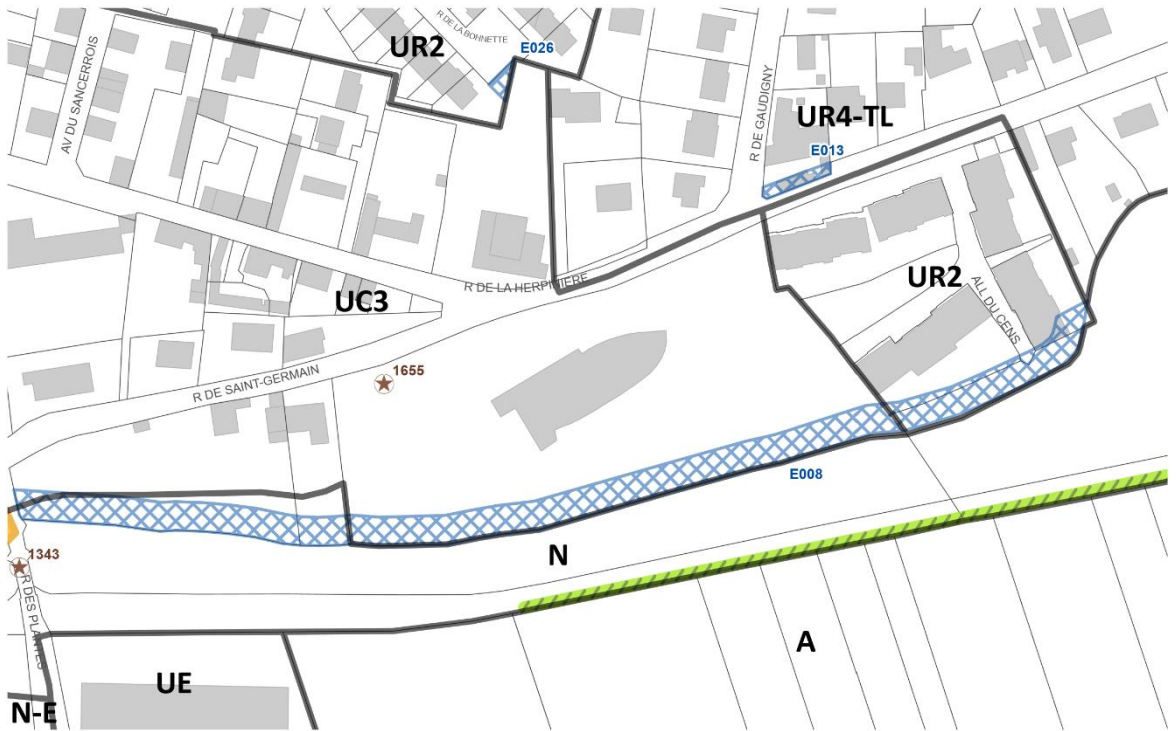 R DE LA BOHNETTE
UR2
E026
AV DU SANCERROIS
R DE GAUDIGNY
UR4-TL
E013
R DE LA HERPINIERE
UC3
UR2
ALL DU CENS
1655
R DE SAINT-GERMAIN
E008
1343
N
R DES PLANTES
A
UE
N-E